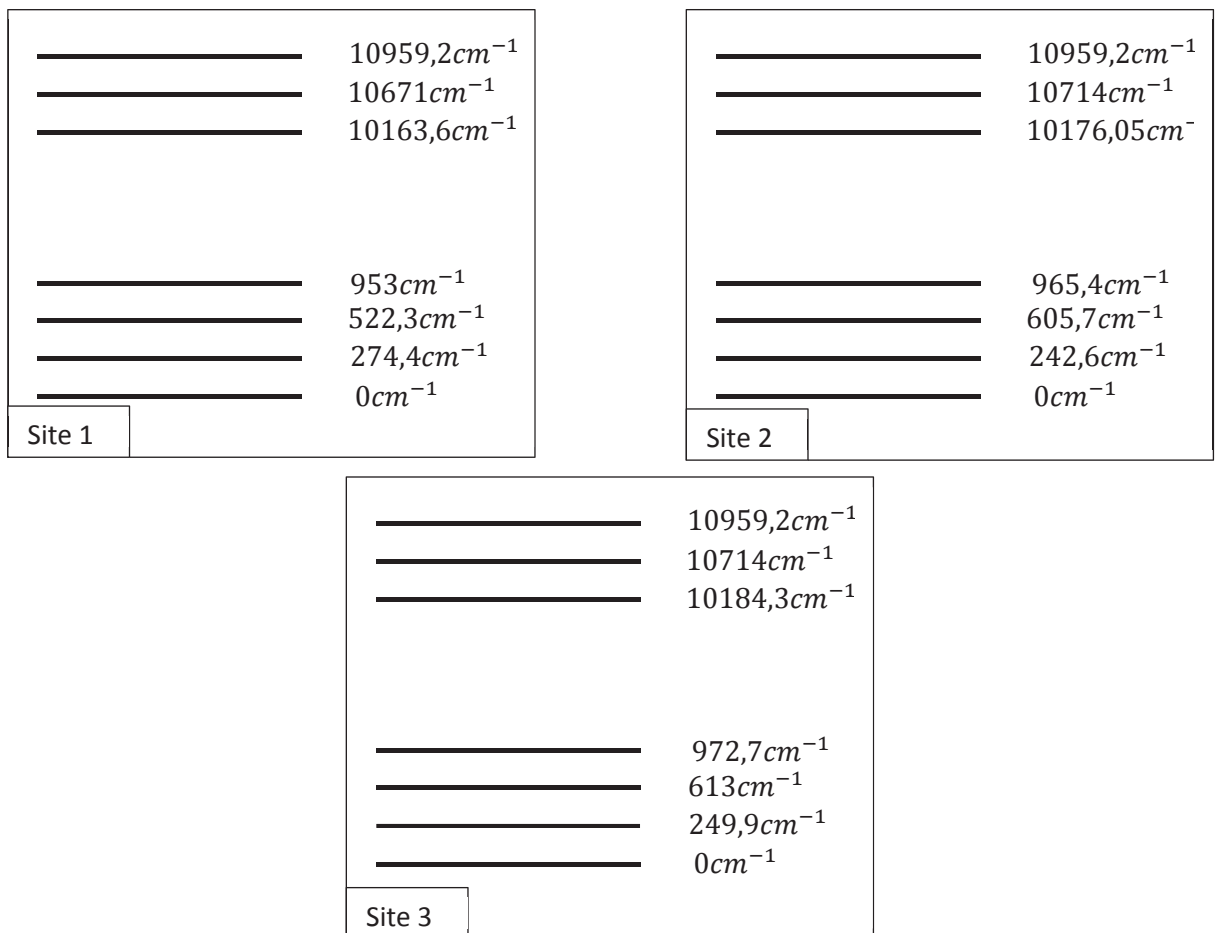 10959,2cm⁻¹
10671cm⁻¹
10163,6cm⁻¹
953cm⁻¹
522,3cm⁻¹
274,4cm⁻¹
0cm⁻¹
Site 1
10959,2cm⁻¹
10714cm⁻¹
10176,05cm⁻
965,4cm⁻¹
605,7cm⁻¹
242,6cm⁻¹
0cm⁻¹
Site 2
10959,2cm⁻¹
10714cm⁻¹
10184,3cm⁻¹
972,7cm⁻¹
613cm⁻¹
249,9cm⁻¹
0cm⁻¹
Site 3